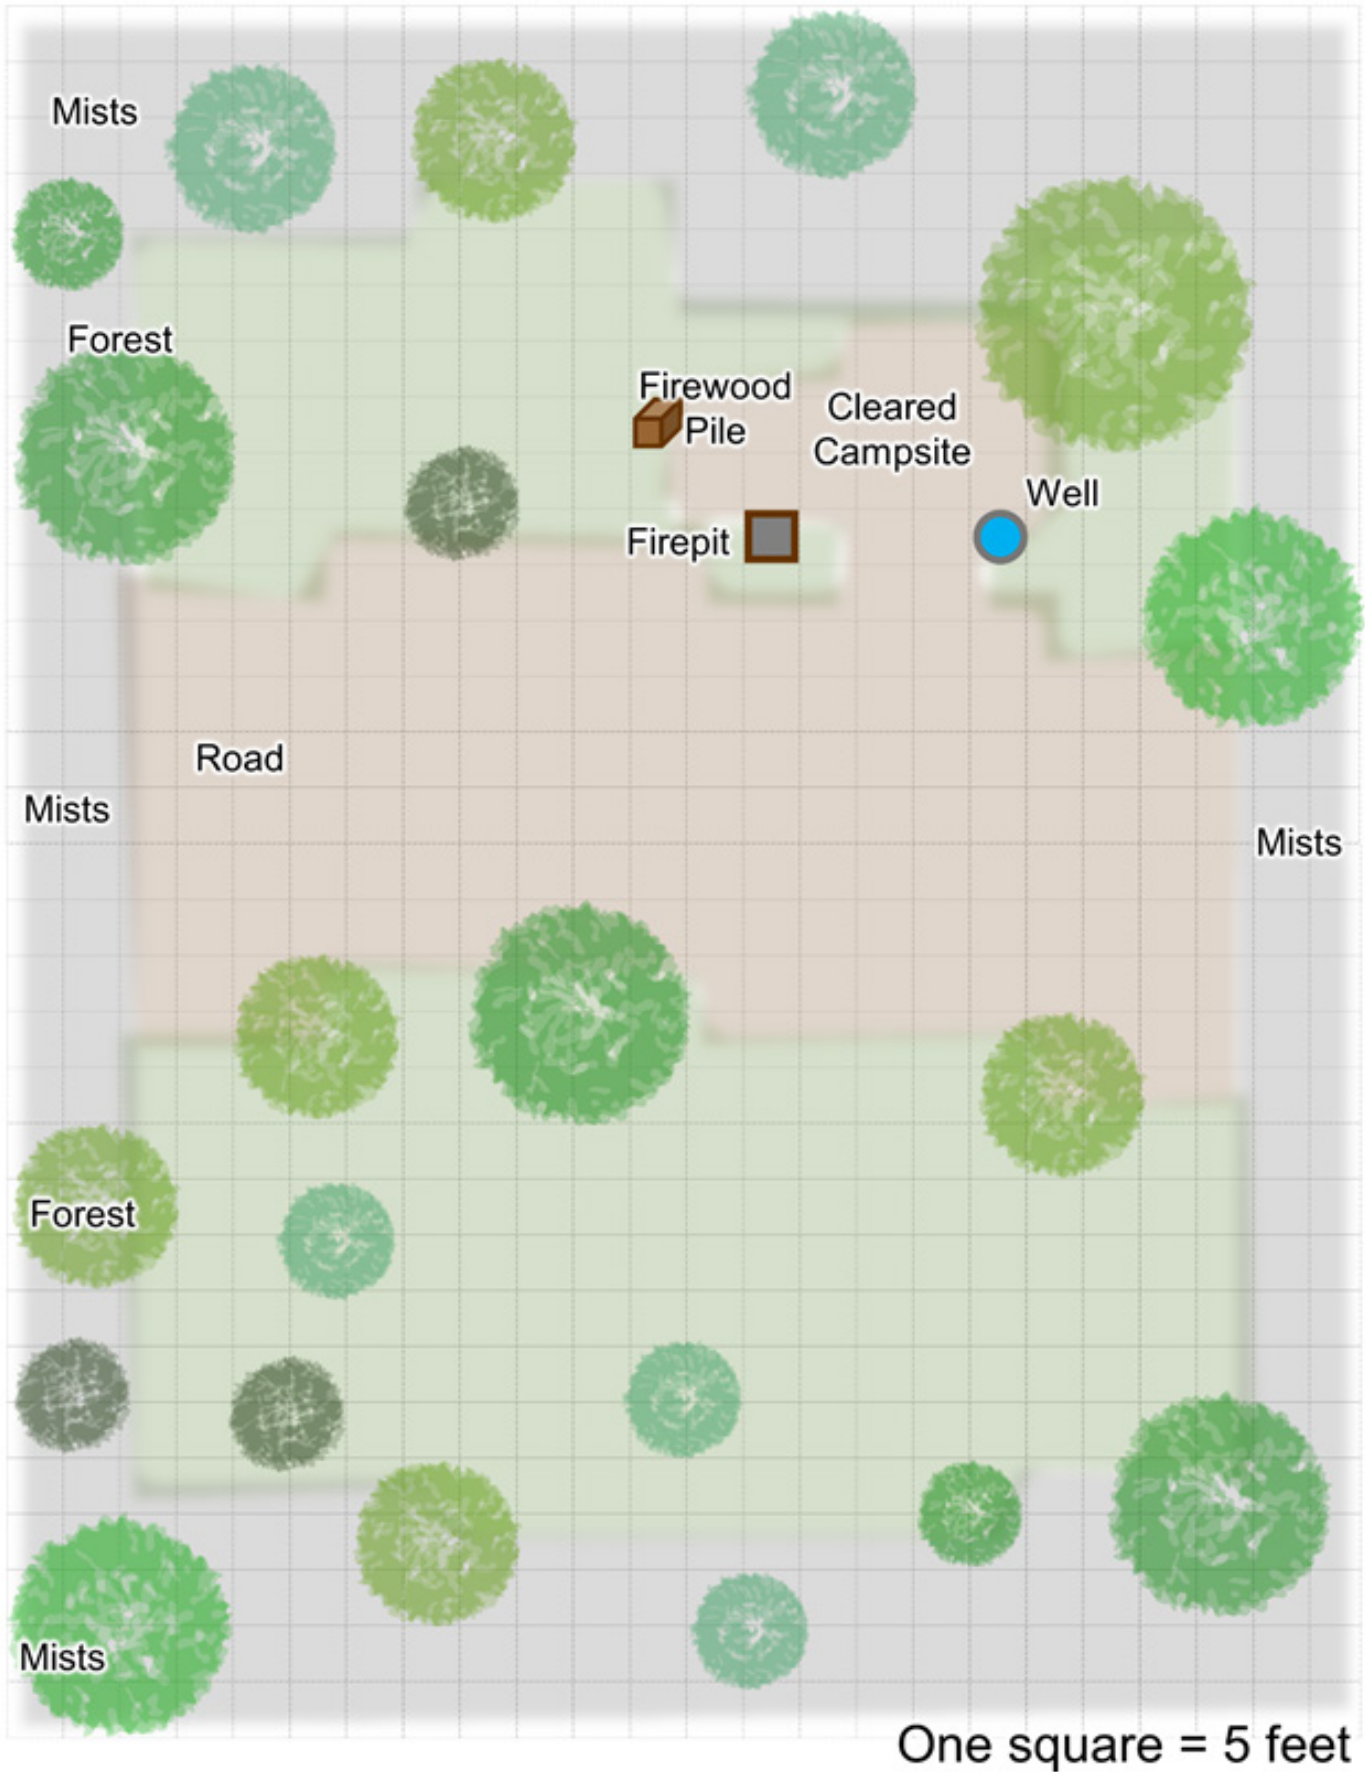 Mists
Forest
Firewood
Pile
Cleared
Campsite
Well
Firepit
Road
Mists
Mists
Forest
Mists
One square = 5 feet